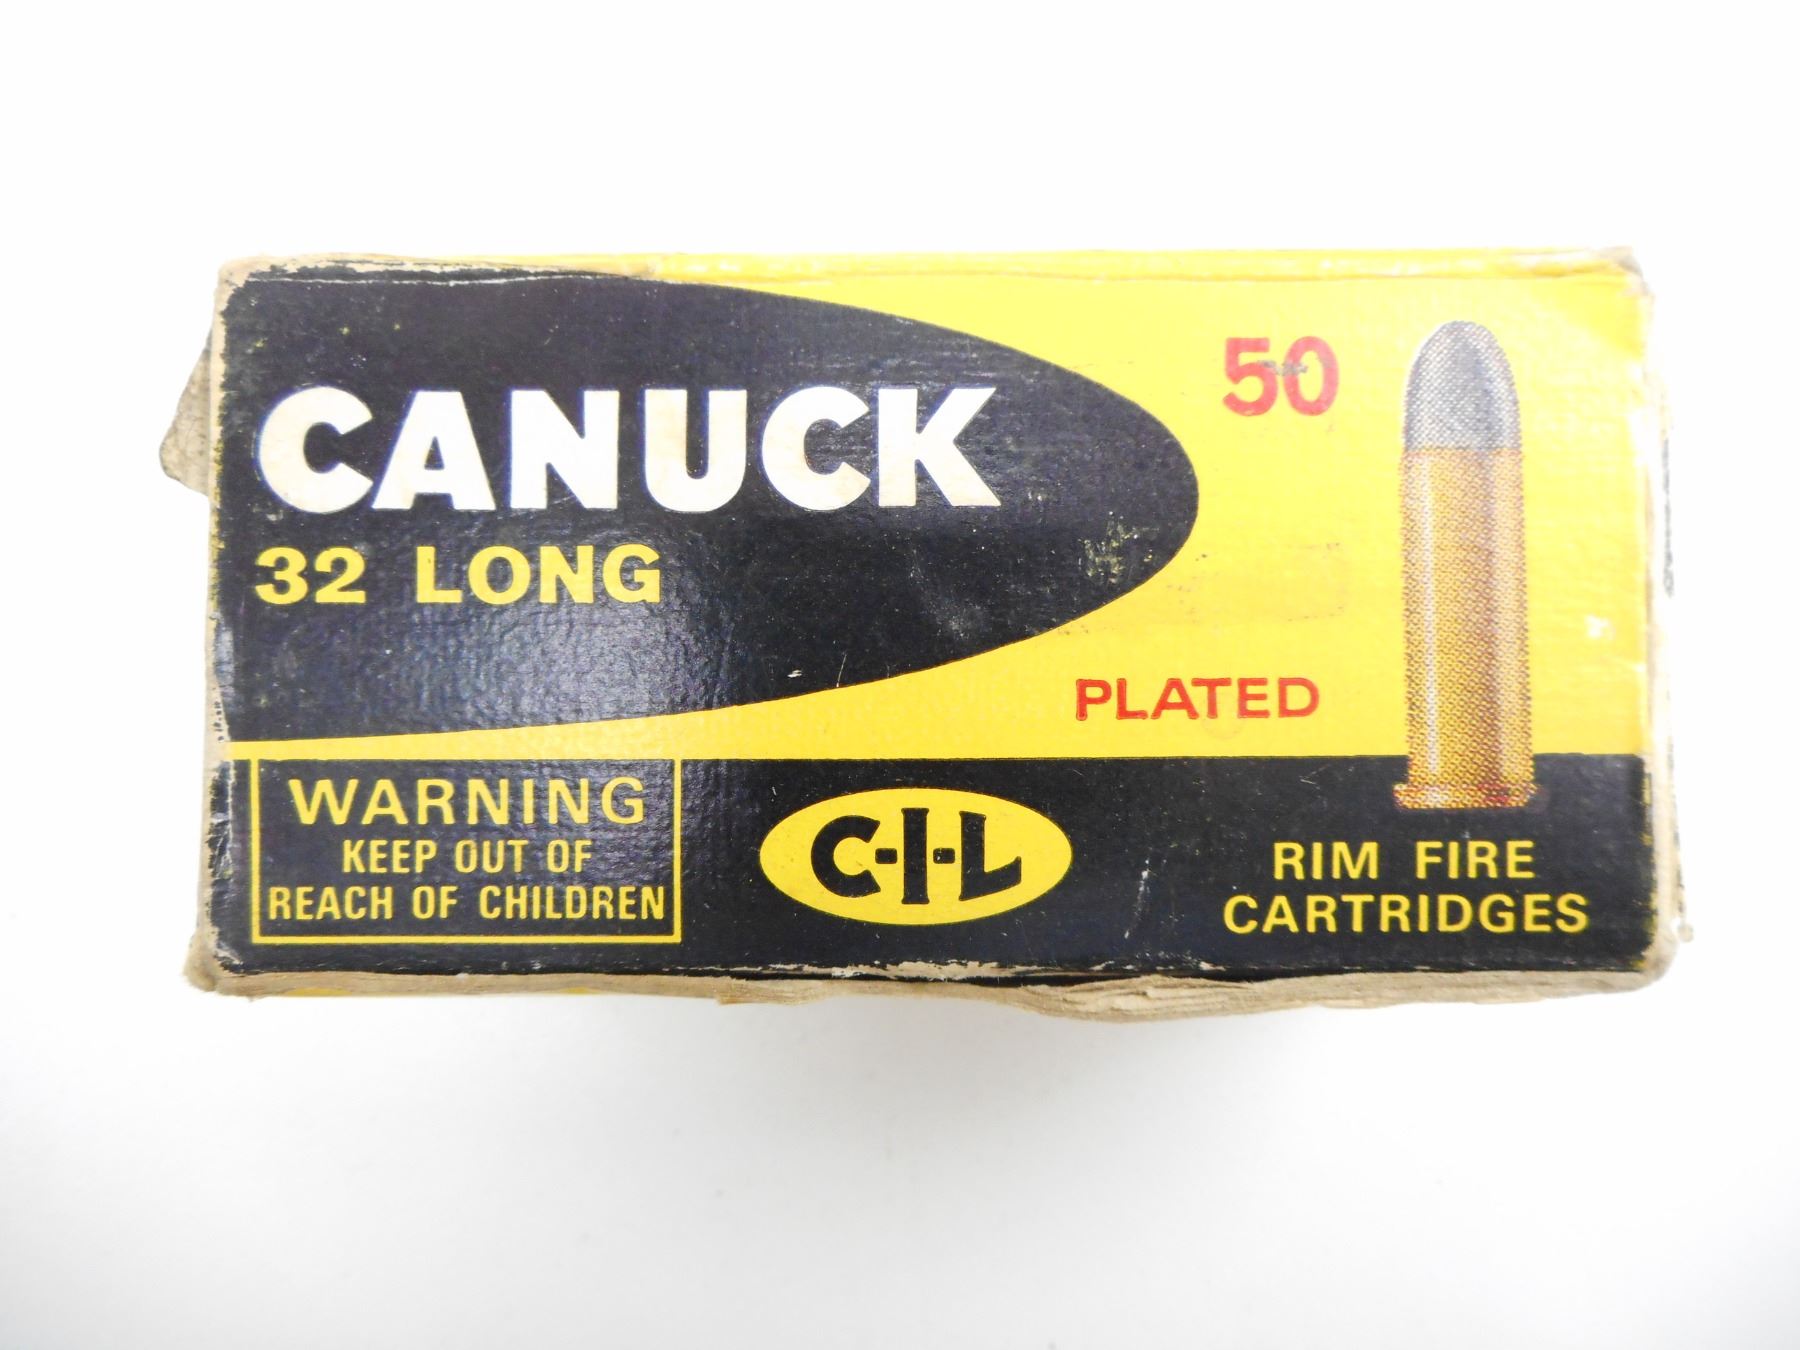 CANUCK
32 LONG
50
PLATED
WARNING
KEEP OUT OF
REACH OF CHILDREN
C-I-L
RIM FIRE
CARTRIDGES